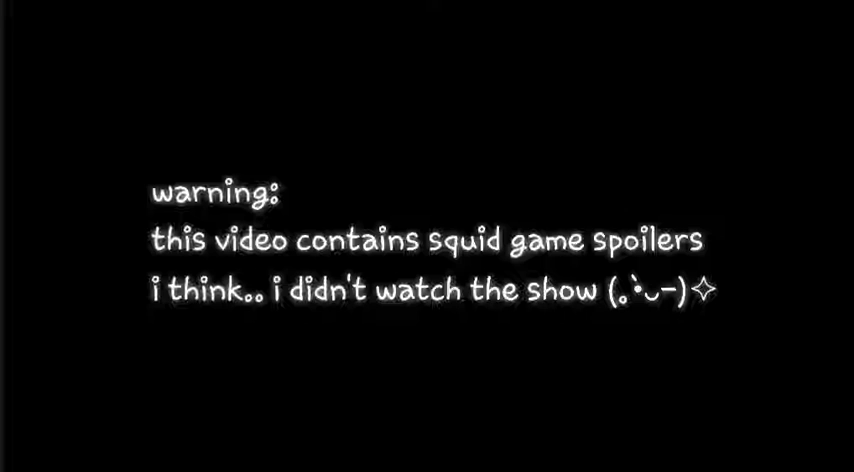 warning:
this video contains squid game spoilers
i think.. i didn't watch the show (｡•̀ᴗ-)✧